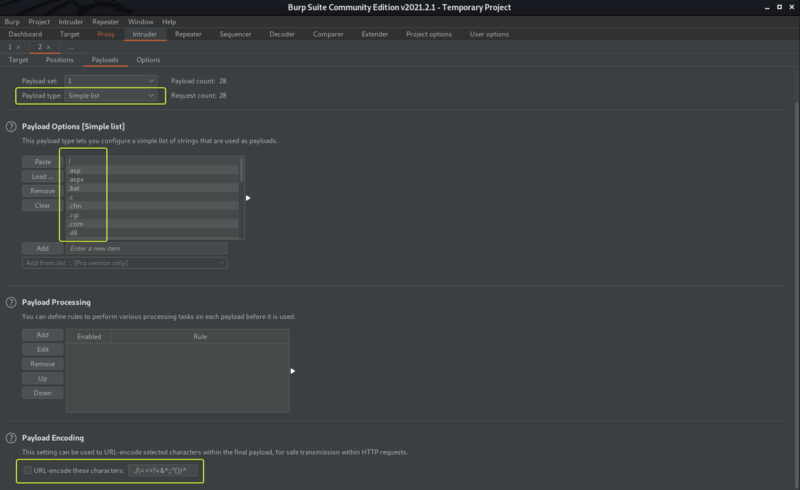 Burp Suite Community Edition v2021.2.1 - Temporary Project
Burp Project Intruder Repeater Window Help
Dashboard Target Proxy Intruder Repeater Sequencer Decoder Comparer Extender Project options User options
1 × 2 × ...
Target Positions Payloads Options
Payload set: 1 Payload count: 28
Payload type: Simple list Request count: 28
? Payload Options [Simple list]
This payload type lets you configure a simple list of strings that are used as payloads.
Paste /
.asp
Load ... .aspx
Remove .bat
.c
Clear .cfm
.cgi
.com
.dll
Add Enter a new item
Add from list ... [Pro version only]
? Payload Processing
You can define rules to perform various processing tasks on each payload before it is used.
Add Enabled Rule
Edit
Remove
Up
Down
? Payload Encoding
This setting can be used to URL-encode selected characters within the final payload, for safe transmission within HTTP requests.
URL-encode these characters: